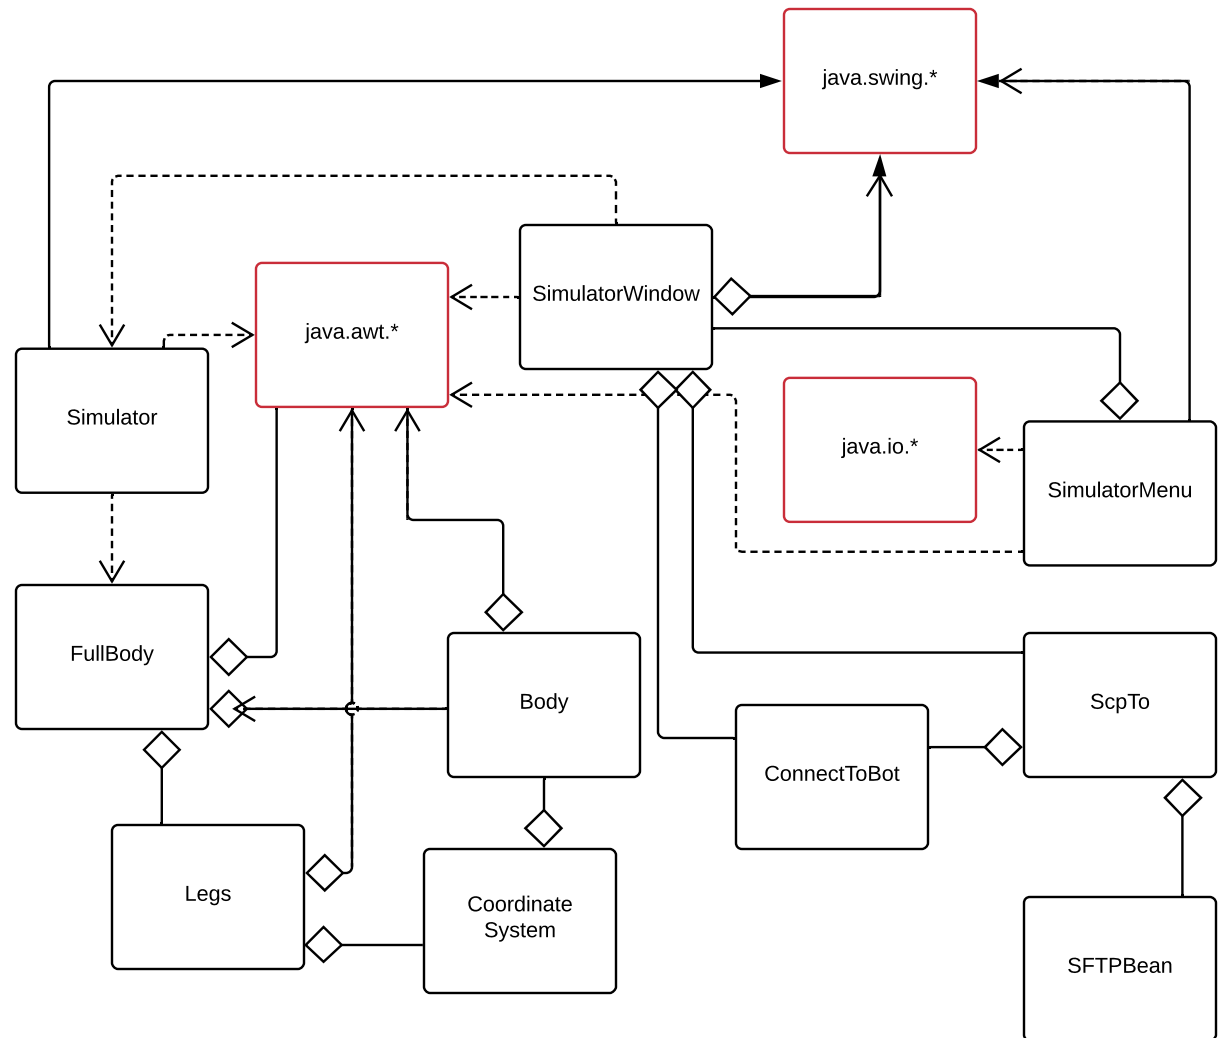 java.swing.*
SimulatorWindow
java.awt.*
Simulator
java.io.*
SimulatorMenu
FullBody
Body
ScpTo
ConnectToBot
Legs
Coordinate
System
SFTPBean